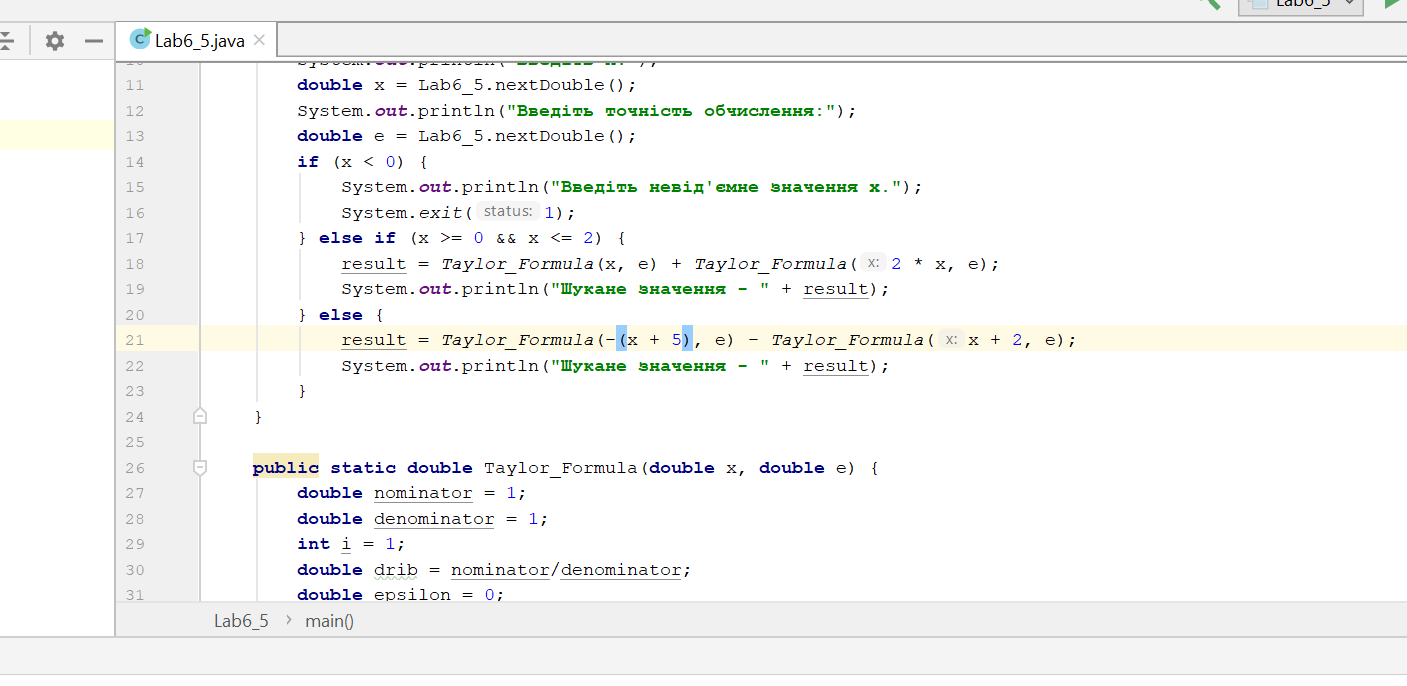 Lab6_5
Lab6_5.java
11 double x = Lab6_5.nextDouble();
12 System.out.println("Введіть точність обчислення:");
13 double e = Lab6_5.nextDouble();
14 if (x < 0) {
15 System.out.println("Введіть невід'ємне значення х.");
16 System.exit( status: 1);
17 } else if (x >= 0 && x <= 2) {
18 result = Taylor_Formula(x, e) + Taylor_Formula( x: 2 * x, e);
19 System.out.println("Шукане значення - " + result);
20 } else {
21 result = Taylor_Formula(-(x + 5), e) - Taylor_Formula( x: x + 2, e);
22 System.out.println("Шукане значення - " + result);
23 }
24 }
25
26 public static double Taylor_Formula(double x, double e) {
27 double nominator = 1;
28 double denominator = 1;
29 int i = 1;
30 double drib = nominator/denominator;
31 double epsilon = 0;
Lab6_5 › main()